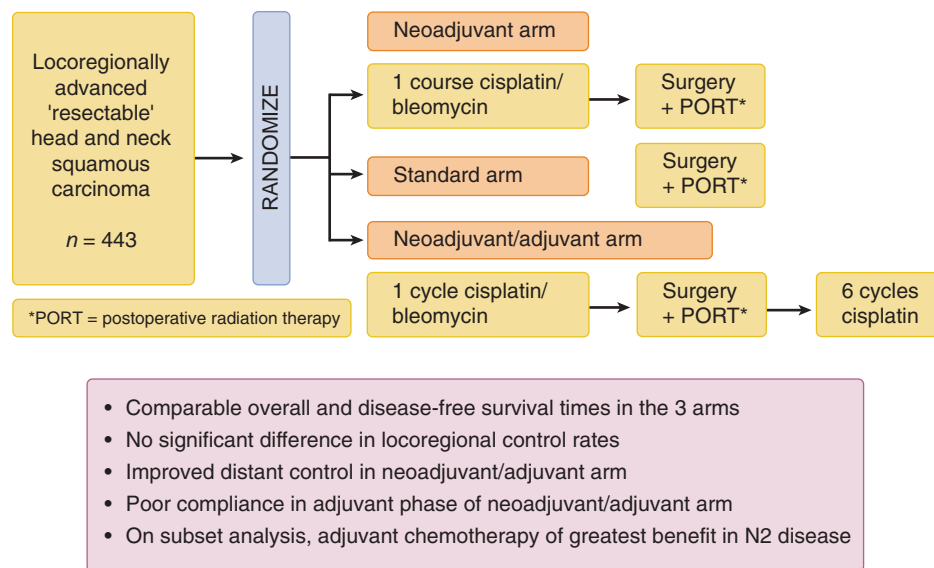 Locoregionally
advanced
'resectable'
head and neck
squamous
carcinoma
n = 443
*PORT = postoperative radiation therapy
RANDOMIZE
Neoadjuvant arm
1 course cisplatin/
bleomycin
Surgery
+ PORT*
Standard arm
Surgery
+ PORT*
Neoadjuvant/adjuvant arm
1 cycle cisplatin/
bleomycin
Surgery
+ PORT*
6 cycles
cisplatin
• Comparable overall and disease-free survival times in the 3 arms
• No significant difference in locoregional control rates
• Improved distant control in neoadjuvant/adjuvant arm
• Poor compliance in adjuvant phase of neoadjuvant/adjuvant arm
• On subset analysis, adjuvant chemotherapy of greatest benefit in N2 disease